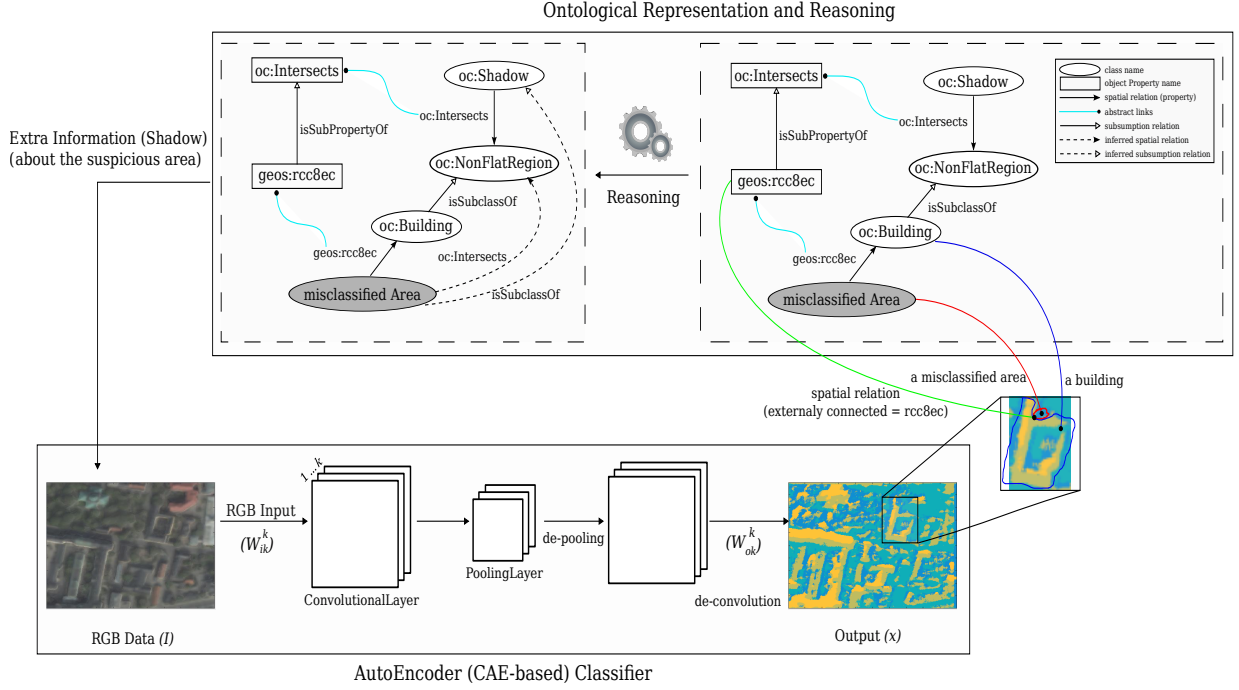 Ontological Representation and Reasoning
oc:Intersects
oc:Shadow
oc:Intersects
isSubPropertyOf
oc:NonFlatRegion
geos:rcc8ec
isSubclassOf
oc:Building
geos:rcc8ec
oc:Intersects
misclassified Area
isSubclassOf
Reasoning
oc:Intersects
oc:Shadow
oc:Intersects
isSubPropertyOf
oc:NonFlatRegion
geos:rcc8ec
isSubclassOf
oc:Building
geos:rcc8ec
misclassified Area
class name
object Property name
spatial relation (property)
abstract links
subsumption relation
inferred spatial relation
inferred subsumption relation
Extra Information (Shadow)
(about the suspicious area)
a misclassified area
a building
spatial relation
(externaly connected = rcc8ec)
1 ... k
RGB Input
(W_ik^k)
ConvolutionalLayer
PoolingLayer
de-pooling
(W_ok^k)
de-convolution
RGB Data (I)
Output (x)
AutoEncoder (CAE-based) Classifier